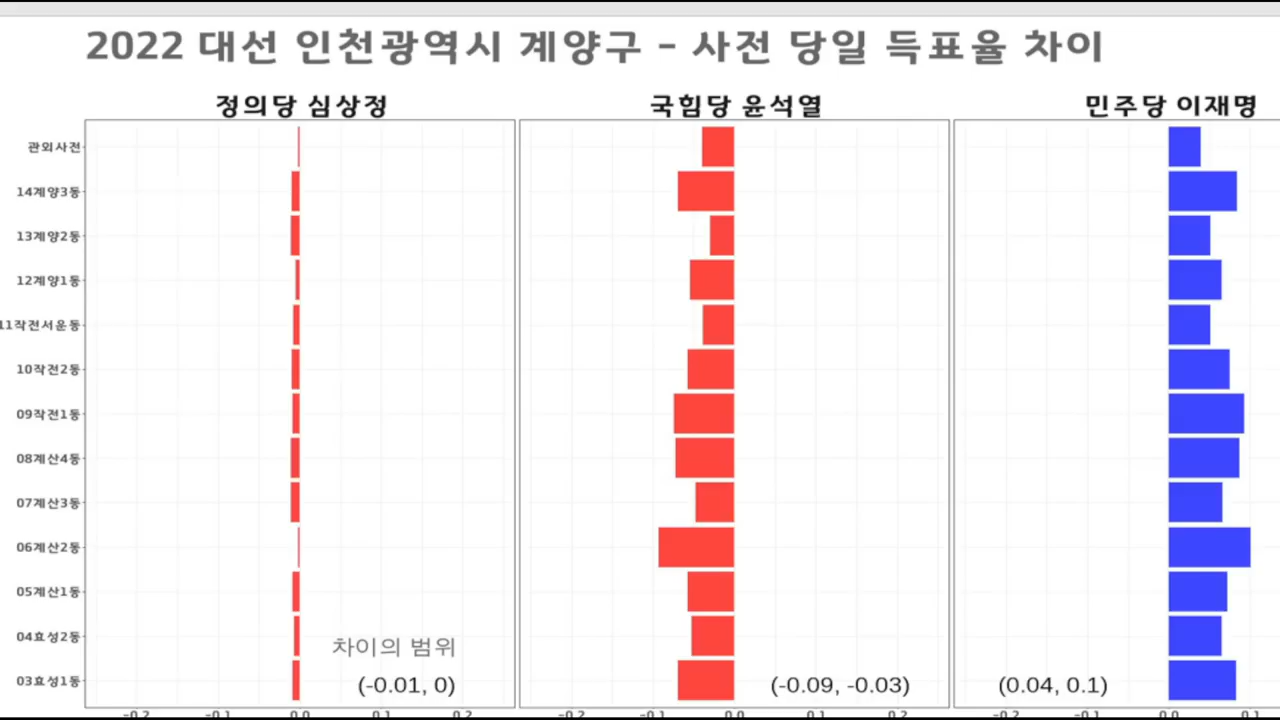 2022 대선 인천광역시 계양구 - 사전 당일 득표율 차이
정의당 심상정
국힘당 윤석열
민주당 이재명
관외사전
14계양3동
13계양2동
12계양1동
11작전서운동
10작전2동
09작전1동
08계산4동
07계산3동
06계산2동
05계산1동
04효성2동
03효성1동
차이의 범위
(-0.01, 0)
(-0.09, -0.03)
(0.04, 0.1)
-0.2 -0.1 0.0 0.1 0.2
-0.2 -0.1 0.0 0.1 0.2
-0.2 -0.1 0.0 0.1